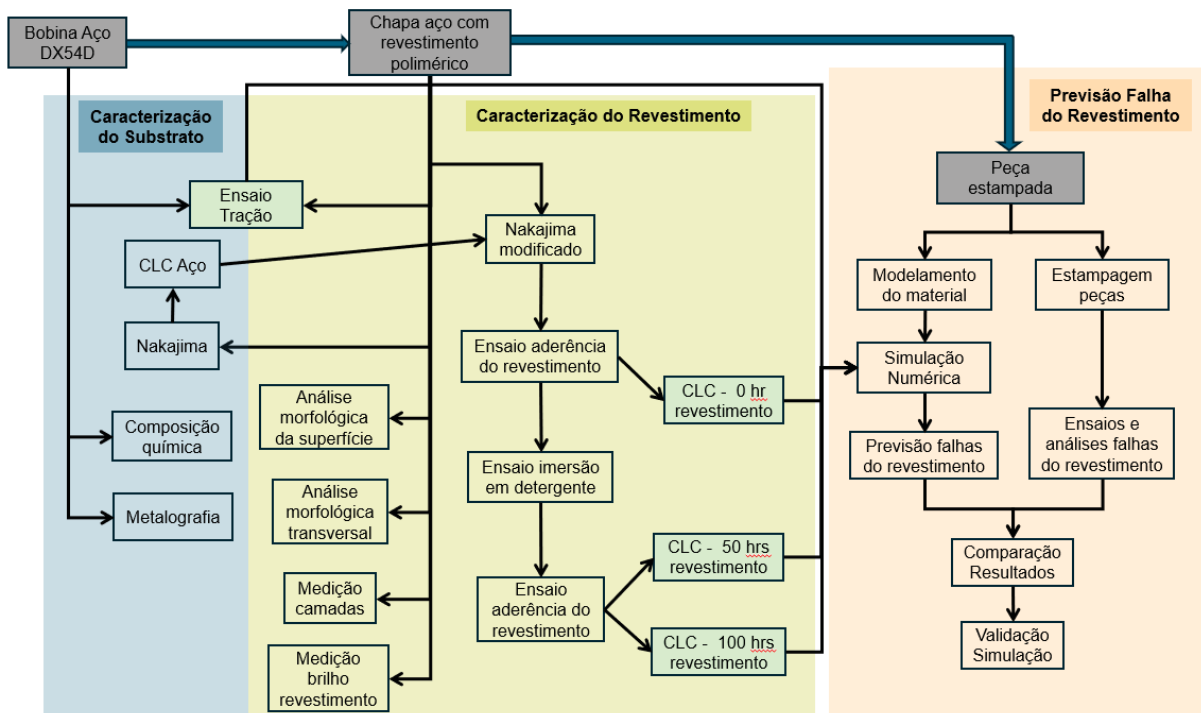 Bobina Aço
DX54D
Chapa aço com
revestimento
polimérico
Caracterização
do Substrato
Caracterização do Revestimento
Previsão Falha
do Revestimento
Ensaio
Tração
Peça
estampada
CLC Aço
Nakajima
modificado
Modelamento
do material
Estampagem
peças
Nakajima
Ensaio aderência
do revestimento
Simulação
Numérica
CLC - 0 hr
revestimento
Análise
morfológica
da superfície
Composição
química
Previsão falhas
do revestimento
Ensaios e
análises falhas
do revestimento
Ensaio imersão
em detergente
Análise
morfológica
transversal
Metalografia
CLC - 50 hrs
revestimento
Comparação
Resultados
Medição
camadas
Ensaio
aderência do
revestimento
CLC - 100 hrs
revestimento
Validação
Simulação
Medição
brilho
revestimento